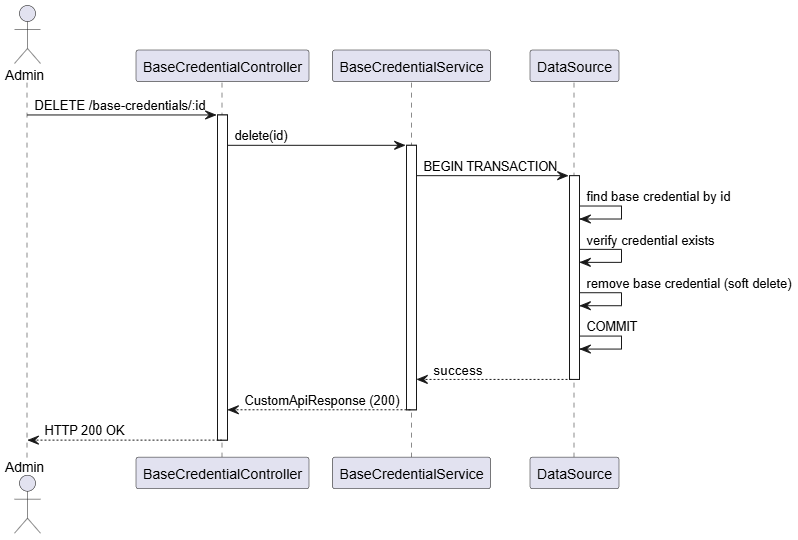 Admin
BaseCredentialController
BaseCredentialService
DataSource
DELETE /base-credentials/:id
delete(id)
BEGIN TRANSACTION
find base credential by id
verify credential exists
remove base credential (soft delete)
COMMIT
success
CustomApiResponse (200)
HTTP 200 OK
Admin
BaseCredentialController
BaseCredentialService
DataSource